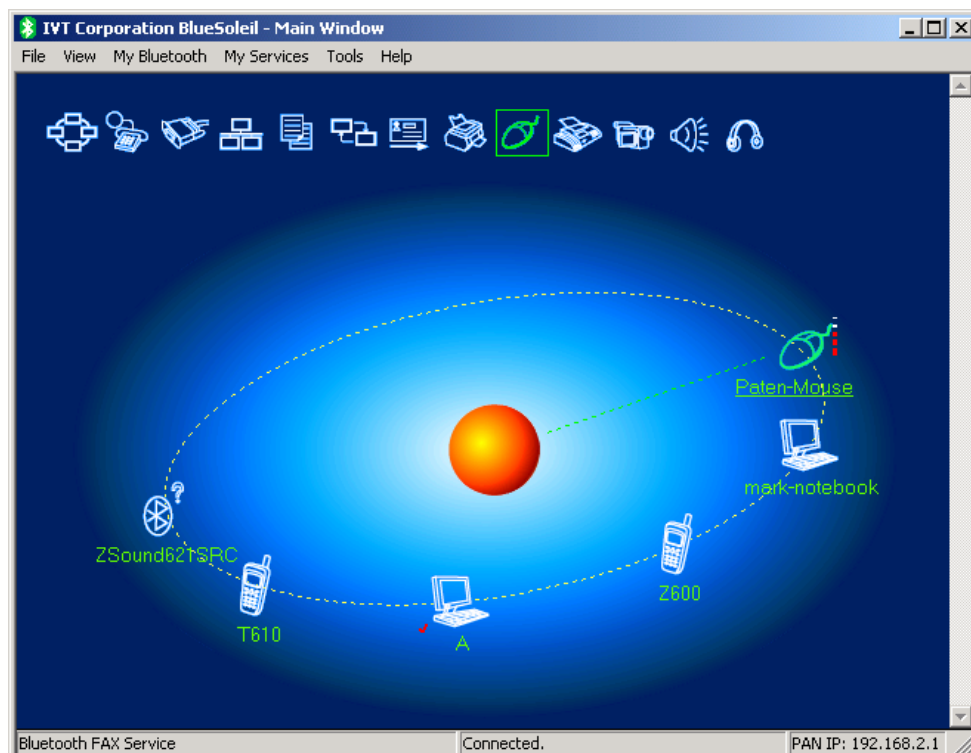 IVT Corporation BlueSoleil - Main Window
File View My Bluetooth My Services Tools Help
Paten-Mouse
mark-notebook
ZSound621SRC
Z600
T610
A
Bluetooth FAX Service Connected. PAN IP: 192.168.2.1